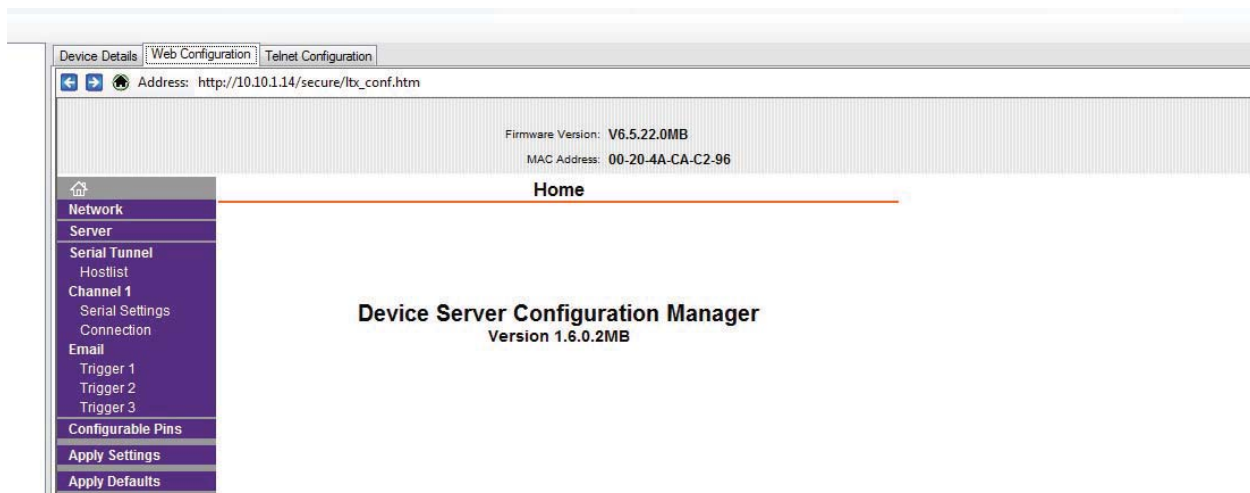 Device Details Web Configuration Telnet Configuration
Address: http://10.10.1.14/secure/ltx_conf.htm
Firmware Version: V6.5.22.0MB
MAC Address: 00-20-4A-CA-C2-96
Home
Network
Server
Serial Tunnel
Hostlist
Channel 1
Serial Settings
Connection
Email
Trigger 1
Trigger 2
Trigger 3
Configurable Pins
Apply Settings
Apply Defaults
Device Server Configuration Manager
Version 1.6.0.2MB